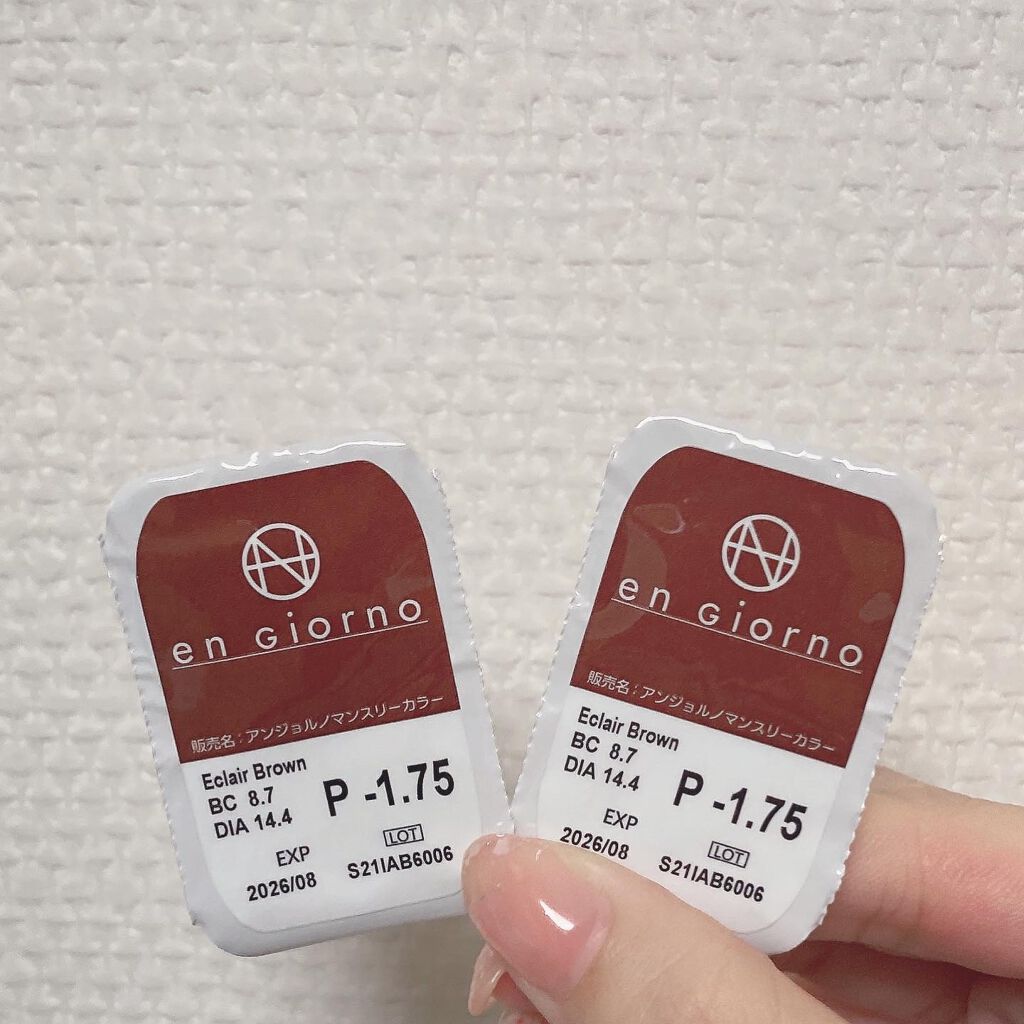 en Giorno
販売名：アンジョルノマンスリーカラー
Eclair Brown
BC 8.7
DIA 14.4
P -1.75
EXP
2026/08
LOT
S21IAB6006
en Giorno
販売名：アンジョルノマンスリーカラー
Eclair Brown
BC 8.7
DIA 14.4
P -1.75
EXP
2026/08
LOT
S21IAB6006